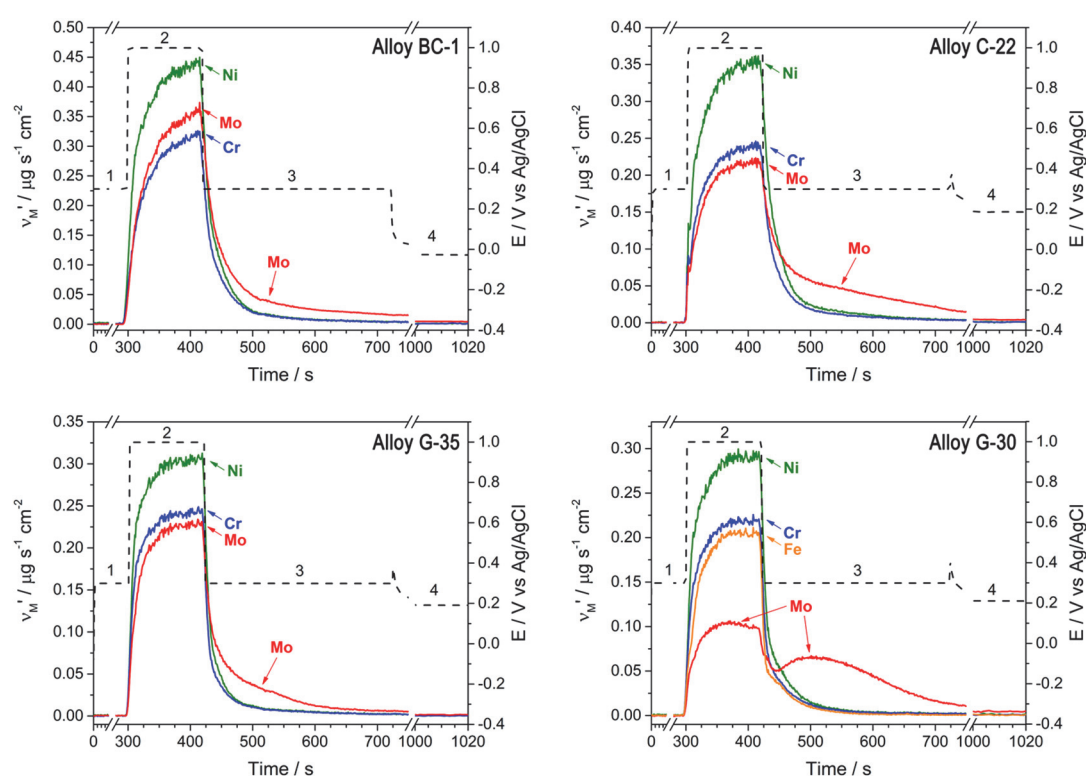 Alloy BC-1
0.50
0.45
0.40
0.35
0.30
0.25
0.20
0.15
0.10
0.05
0.00
νM' / µg s⁻¹ cm⁻²
1.0
0.8
0.6
0.4
0.2
0.0
-0.2
-0.4
E / V vs Ag/AgCl
1
2
3
4
Ni
Mo
Cr
Mo
0 300 400 500 600 700 1000 1020
Time / s
Alloy C-22
0.40
0.35
0.30
0.25
0.20
0.15
0.10
0.05
0.00
νM' / µg s⁻¹ cm⁻²
1.0
0.8
0.6
0.4
0.2
0.0
-0.2
-0.4
E / V vs Ag/AgCl
1
2
3
4
Ni
Cr
Mo
Mo
0 300 400 500 600 700 1000 1020
Time / s
Alloy G-35
0.35
0.30
0.25
0.20
0.15
0.10
0.05
0.00
νM' / µg s⁻¹ cm⁻²
1.0
0.8
0.6
0.4
0.2
0.0
-0.2
-0.4
E / V vs Ag/AgCl
1
2
3
4
Ni
Cr
Mo
Mo
0 300 400 500 600 700 1000 1020
Time / s
Alloy G-30
0.30
0.25
0.20
0.15
0.10
0.05
0.00
νM' / µg s⁻¹ cm⁻²
1.0
0.8
0.6
0.4
0.2
0.0
-0.2
-0.4
E / V vs Ag/AgCl
1
2
3
4
Ni
Cr
Fe
Mo
0 300 400 500 600 700 1000 1020
Time / s